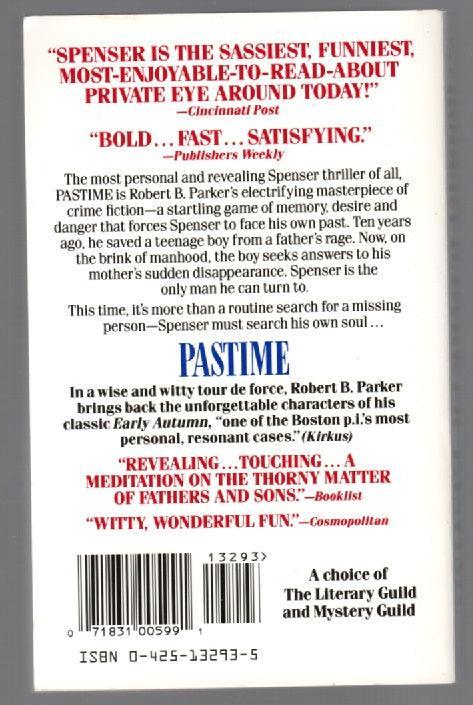 “SPENSER IS THE SASSIEST, FUNNIEST,
MOST-ENJOYABLE-TO-READ-ABOUT
PRIVATE EYE AROUND TODAY!”
—Cincinnati Post
“BOLD...FAST...SATISFYING.”
—Publishers Weekly
The most personal and revealing Spenser thriller of all,
PASTIME is Robert B. Parker’s electrifying masterpiece of
crime fiction—a startling game of memory, desire and
danger that forces Spenser to face his own past. Ten years
ago, he saved a teenage boy from a father’s rage. Now, on
the brink of manhood, the boy seeks answers to his
mother’s sudden disappearance. Spenser is the
only man he can turn to.
This time, it’s more than a routine search for a missing
person—Spenser must search his own soul...
PASTIME
In a wise and witty tour de force, Robert B. Parker
brings back the unforgettable characters of his
classic Early Autumn, “one of the Boston p.i.’s most
personal, resonant cases.” (Kirkus)
“REVEALING...TOUCHING...A
MEDITATION ON THE THORNY MATTER
OF FATHERS AND SONS.”—Booklist
“WITTY, WONDERFUL FUN.”—Cosmopolitan
13293>
0 71831 00599 1
A choice of
The Literary Guild
and Mystery Guild
ISBN 0-425-13293-5